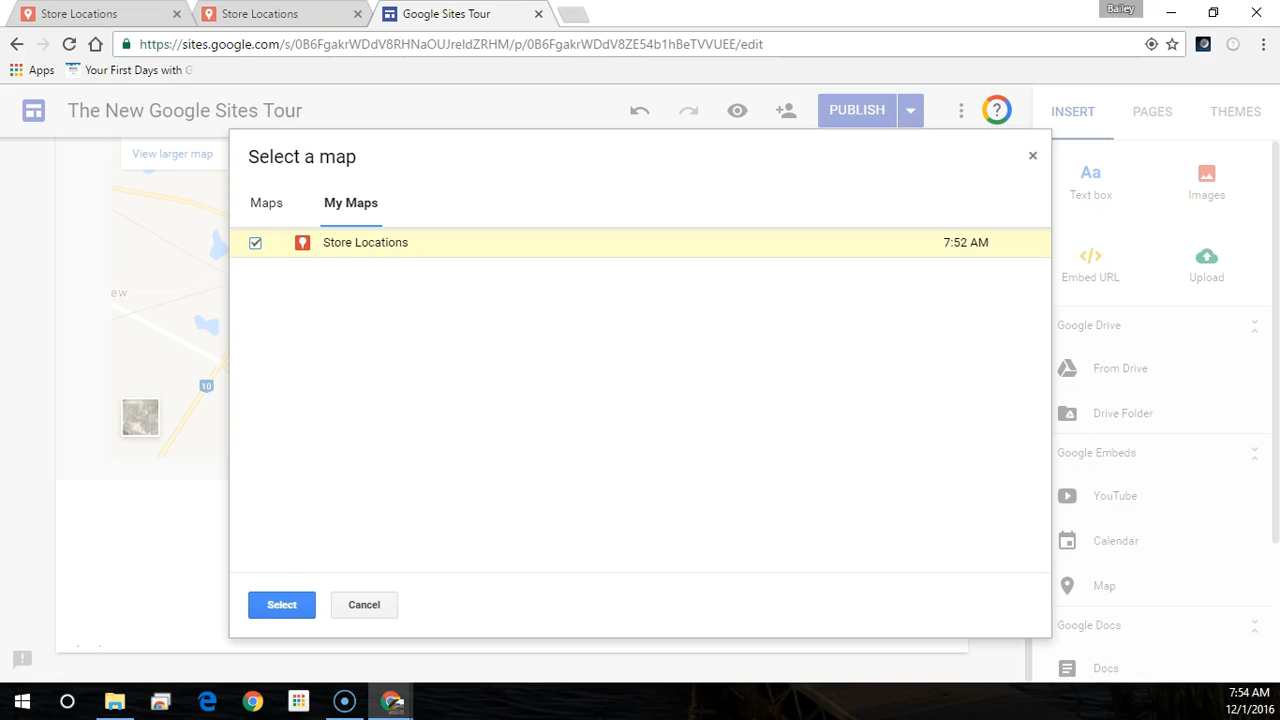 Store Locations
Store Locations
Google Sites Tour
Bailey
https://sites.google.com/s/0B6FgakrWDdV8RHNaOUJreIdZRHM/p/0B6FgakrWDdV8ZE54b1hBeTVVUEE/edit
Apps
Your First Days with G
The New Google Sites Tour
PUBLISH
INSERT
PAGES
THEMES
View larger map
Select a map
Maps
My Maps
Store Locations
7:52 AM
ew
10
Select
Cancel
Aa
Text box
Images
Embed URL
Upload
Google Drive
From Drive
Drive Folder
Google Embeds
YouTube
Calendar
Map
Google Docs
Docs
7:54 AM
12/1/2016